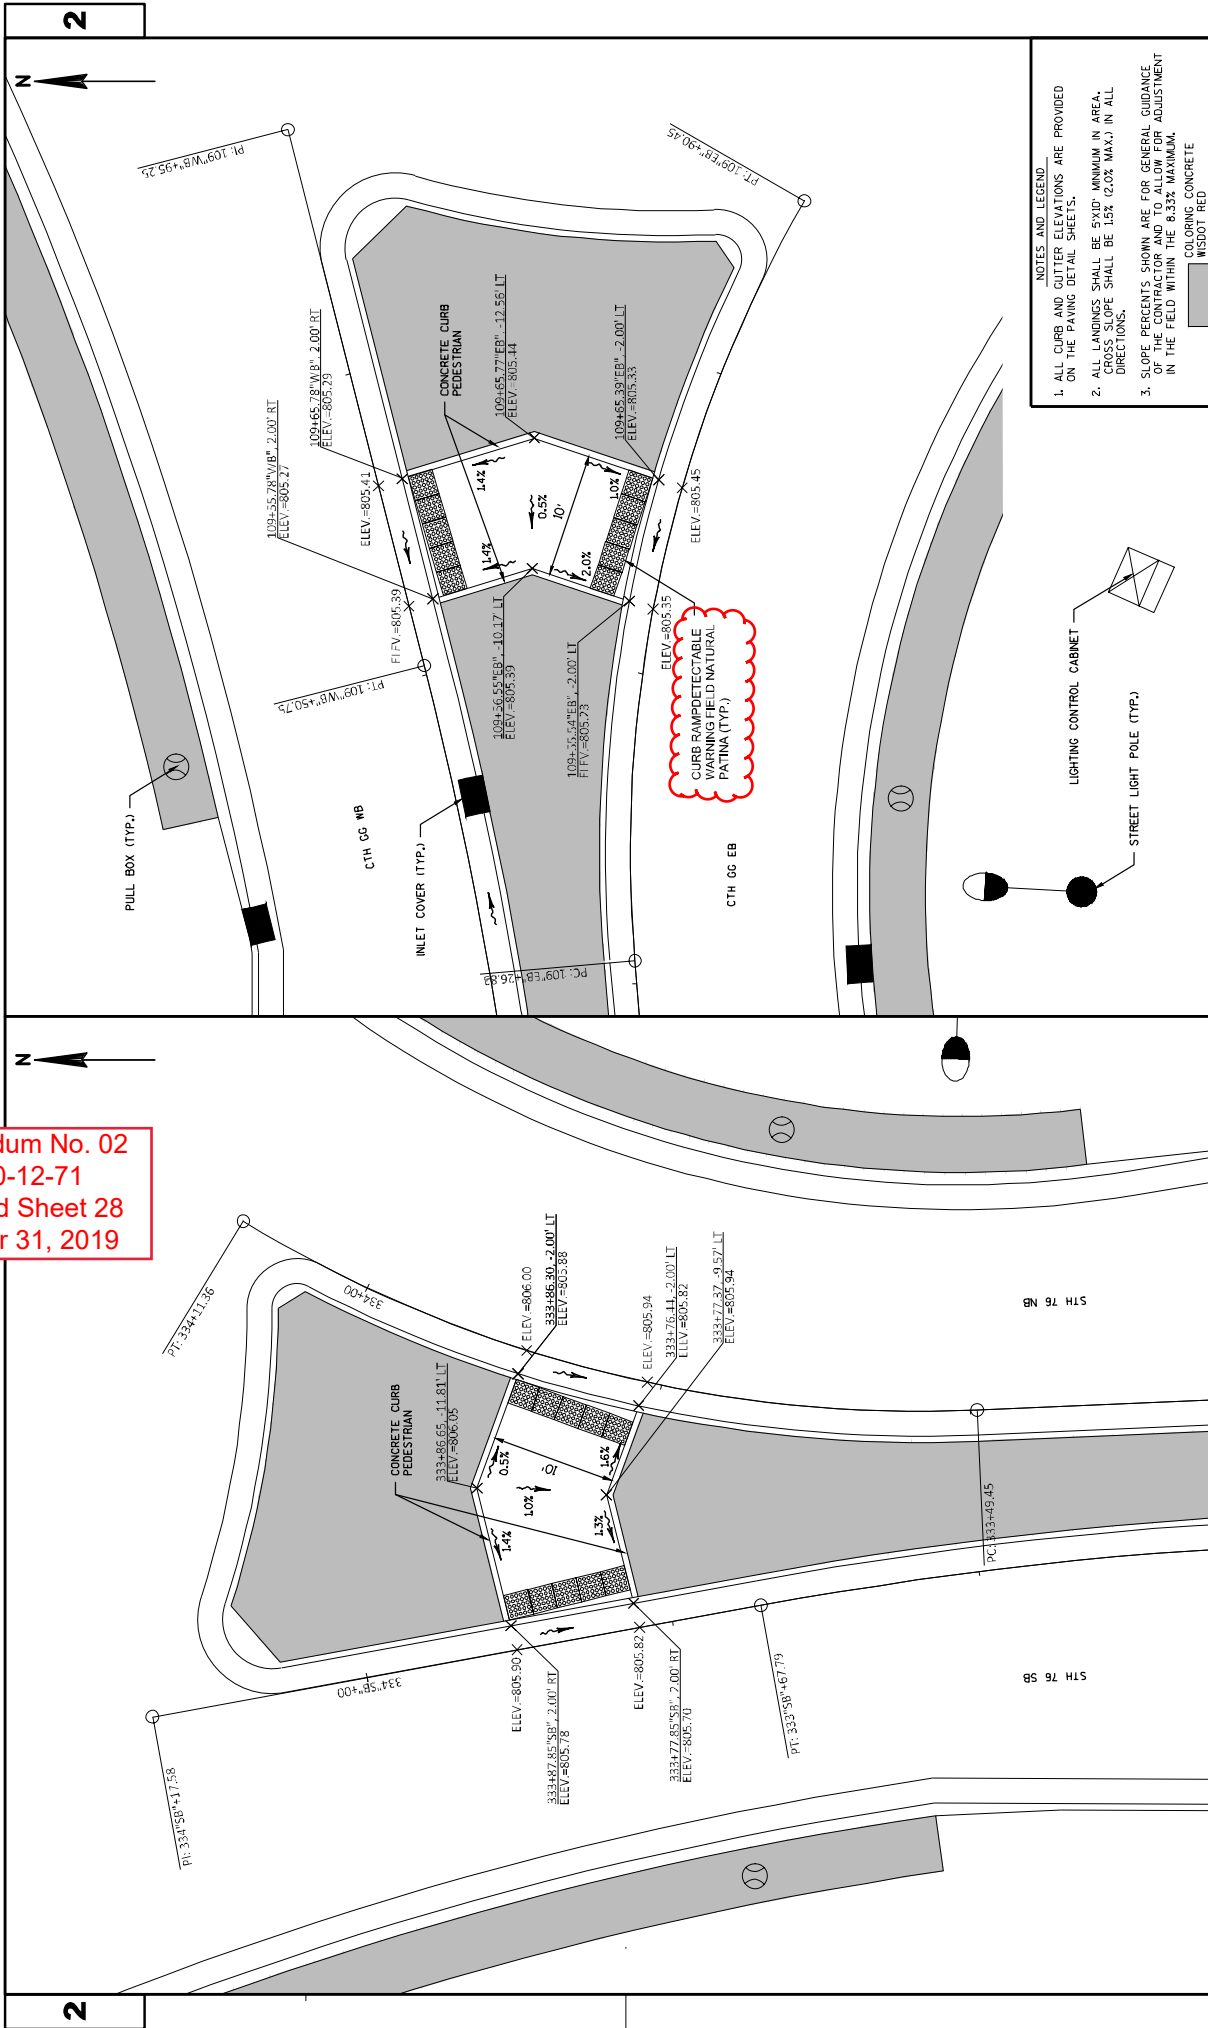 2
N
PI: 109"WB"+95.25
PT: 109"EB"+90.45
109+65.78"WB", 2.00' RT
ELEV.=805.29
109+55.78"WB", 2.00' RT
ELEV.=805.27
ELEV.=805.41
ELEV.=805.39
PT: 109"WB"+50.75
CONCRETE CURB
PEDESTRIAN
109+65.77"EB", -12.56' LT
ELEV.=805.44
109+65.39"EB", -2.00' LT
ELEV.=805.33
1.4%
1.4%
0.5%
10'
1.0%
2.0%
ELEV.=805.45
ELEV.=805.35
109+56.55"EB", -10.17' LT
ELEV.=805.39
109+55.54"EB", -2.00' LT
ELEV.=805.23
CURB RAMPDETECTABLE
WARNING FIELD NATURAL
PATINA (TYP.)
PULL BOX (TYP.)
CTH GG WB
INLET COVER (TYP.)
CTH GG EB
PC: 109"EB"+26.83
LIGHTING CONTROL CABINET
STREET LIGHT POLE (TYP.)
NOTES AND LEGEND
1. ALL CURB AND GUTTER ELEVATIONS ARE PROVIDED
ON THE PAVING DETAIL SHEETS.
2. ALL LANDINGS SHALL BE 5'X10' MINIMUM IN AREA.
CROSS SLOPE SHALL BE 1.5% (2.0% MAX.) IN ALL
DIRECTIONS.
3. SLOPE PERCENTS SHOWN ARE FOR GENERAL GUIDANCE
OF THE CONTRACTOR AND TO ALLOW FOR ADJUSTMENT
IN THE FIELD WITHIN THE 8.33% MAXIMUM.
COLORING CONCRETE
WISDOT RED
N
dum No. 02
0-12-71
d Sheet 28
r 31, 2019
PT: 334+11.36
334+00
CONCRETE CURB
PEDESTRIAN
333+86.65, -11.81' LT
ELEV.=806.05
ELEV.=806.00
333+86.30, -2.00' LT
ELEV.=805.88
ELEV.=805.94
333+76.44, -2.00' LT
ELEV.=805.82
333+77.37, -9.57' LT
ELEV.=805.94
0.5%
10'
1.0%
1.6%
1.4%
1.3%
PC: 333+49.45
STH 76 NB
STH 76 SB
PI: 334"SB"+17.58
334"SB"+00
ELEV.=805.90
333+87.85"SB", 2.00' RT
ELEV.=805.78
ELEV.=805.82
333+77.85"SB", 2.00' RT
ELEV.=805.70
PT: 333"SB"+67.79
2